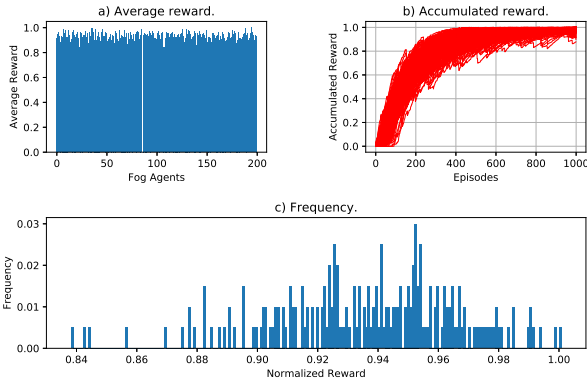 a) Average reward.
Average Reward
1.0
0.8
0.6
0.4
0.2
0.0
0 50 100 150 200
Fog Agents
b) Accumulated reward.
Accumulated Reward
1.0
0.8
0.6
0.4
0.2
0.0
0 200 400 600 800 1000
Episodes
c) Frequency.
Frequency
0.03
0.02
0.01
0.00
0.84 0.86 0.88 0.90 0.92 0.94 0.96 0.98 1.00
Normalized Reward